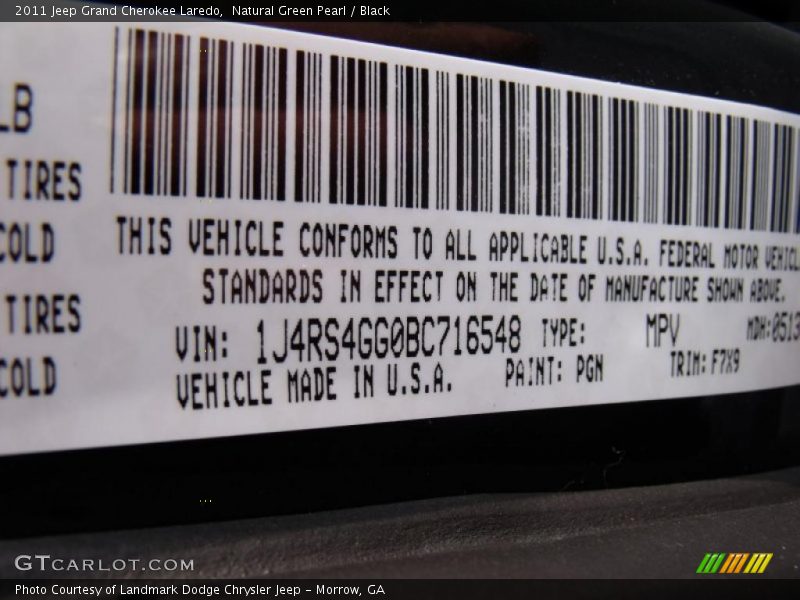 2011 Jeep Grand Cherokee Laredo,  Natural Green Pearl / Black
LB
TIRES
COLD
TIRES
COLD
THIS VEHICLE CONFORMS TO ALL APPLICABLE U.S.A. FEDERAL MOTOR VEHICL
STANDARDS IN EFFECT ON THE DATE OF MANUFACTURE SHOWN ABOVE.
VIN: 1J4RS4GG0BC716548 TYPE: MPV MDH:0513
VEHICLE MADE IN U.S.A. PAINT: PGN TRIM: F7X9
GTCARLOT.COM
Photo Courtesy of Landmark Dodge Chrysler Jeep - Morrow, GA